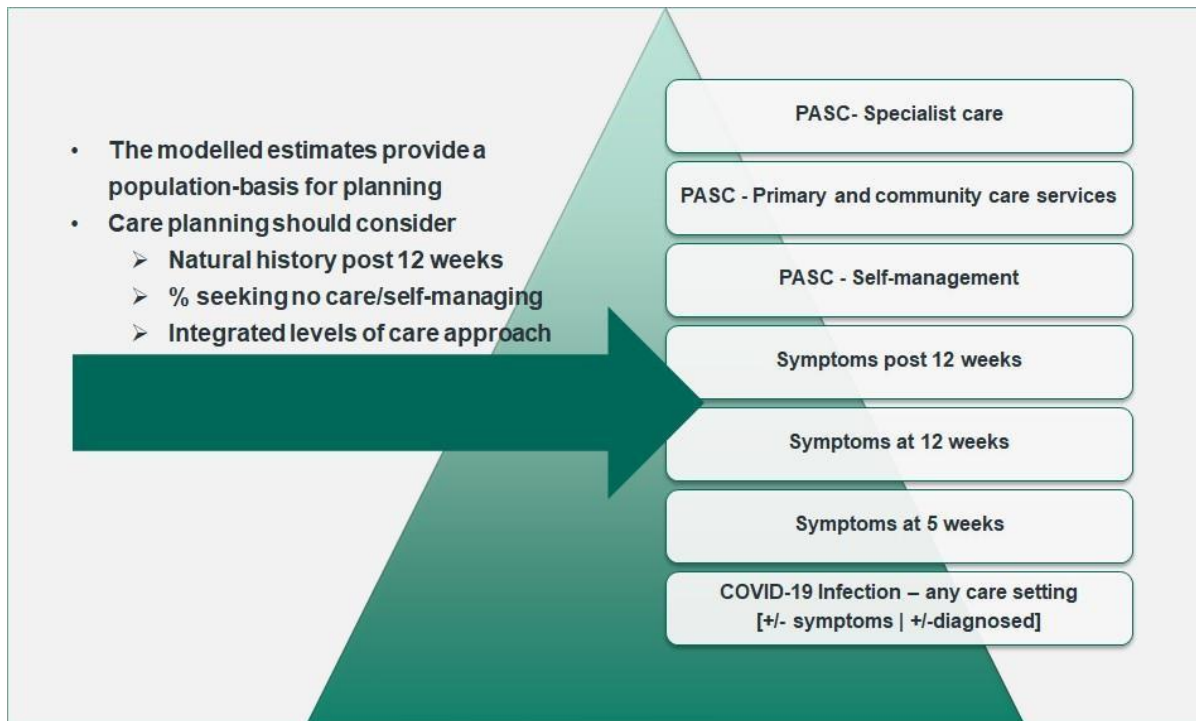 • The modelled estimates provide a
population-basis for planning
• Care planning should consider
➢ Natural history post 12 weeks
➢ % seeking no care/self-managing
➢ Integrated levels of care approach
PASC- Specialist care
PASC - Primary and community care services
PASC - Self-management
Symptoms post 12 weeks
Symptoms at 12 weeks
Symptoms at 5 weeks
COVID-19 Infection – any care setting
[+/- symptoms | +/-diagnosed]